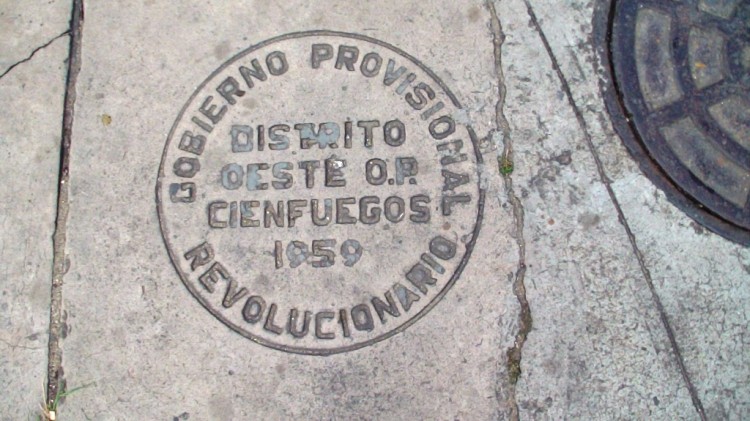 GOBIERNO PROVISIONAL
DISTRITO
OESTE O.P.
CIENFUEGOS
1959
REVOLUCIONARIO